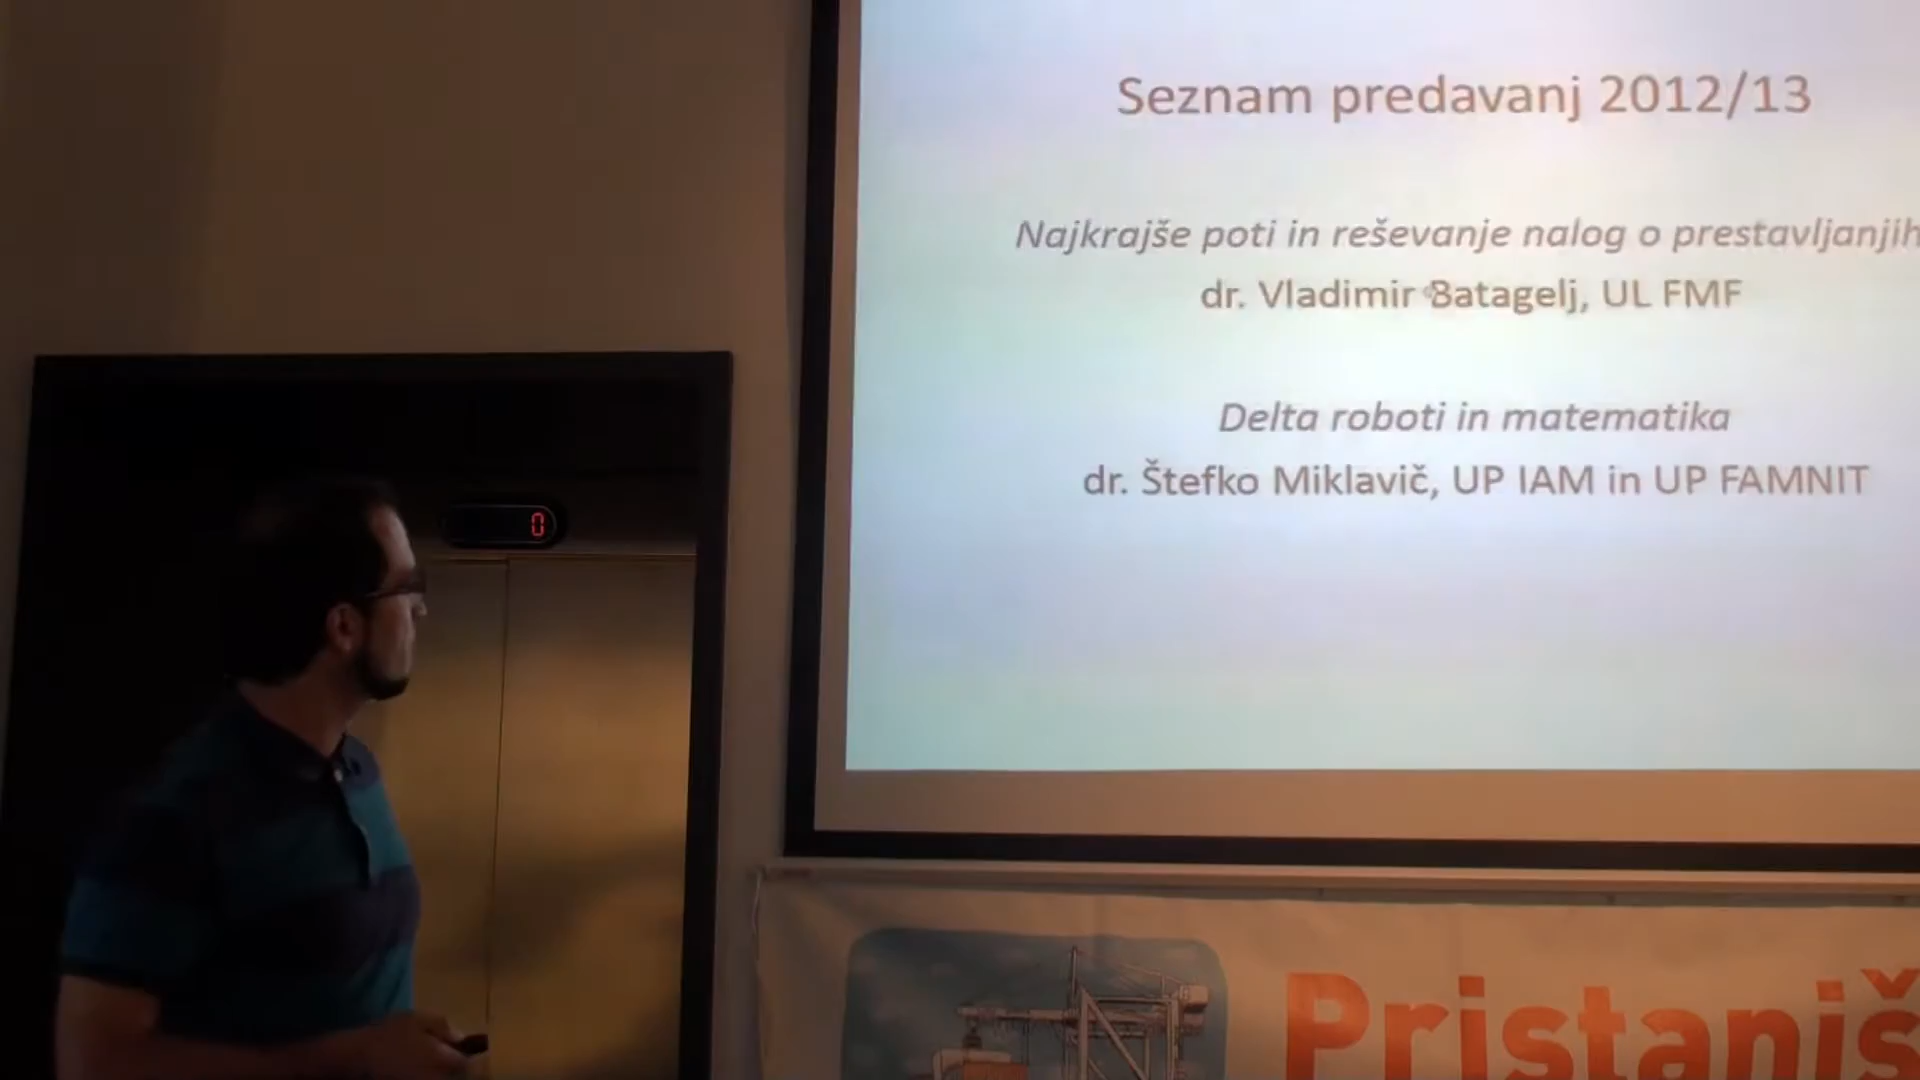 Seznam predavanj 2012/13
Najkrajše poti in reševanje nalog o prestavljanjih
dr. Vladimir Batagelj, UL FMF
Delta roboti in matematika
dr. Štefko Miklavič, UP IAM in UP FAMNIT
0
Pristaniš